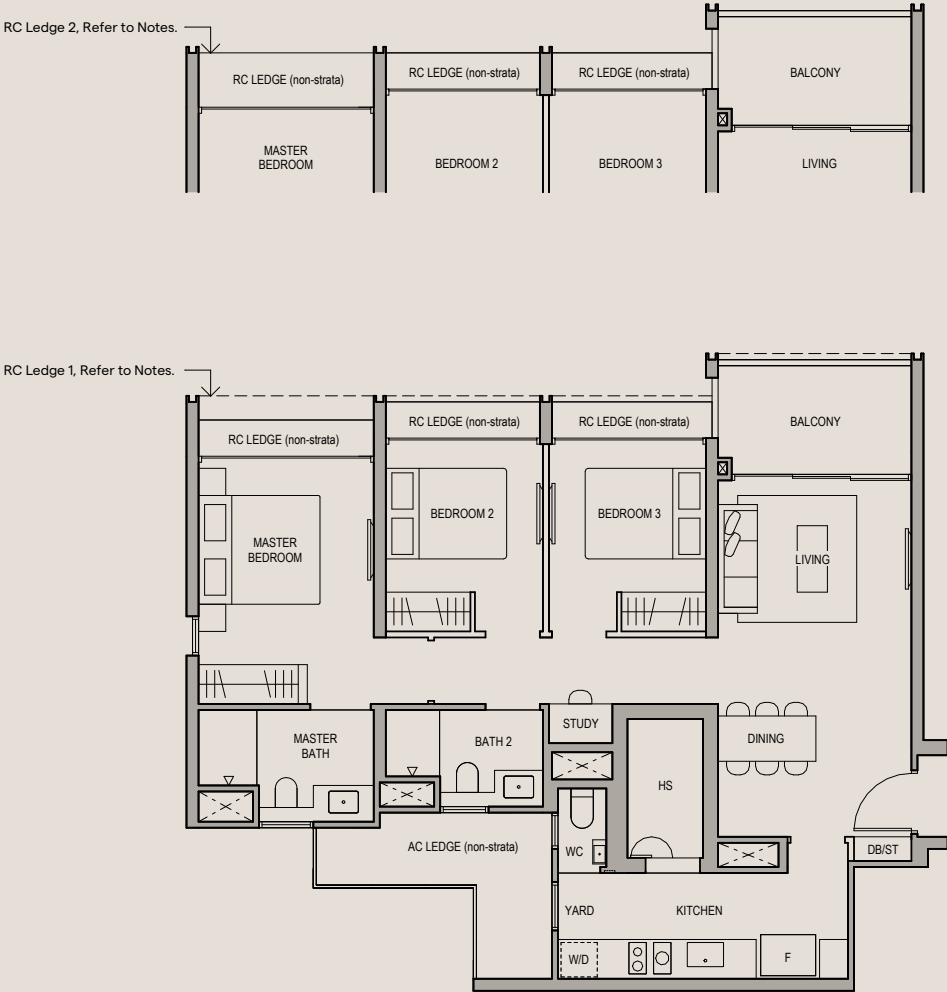 RC Ledge 2, Refer to Notes.
RC LEDGE (non-strata)
RC LEDGE (non-strata)
RC LEDGE (non-strata)
BALCONY
MASTER
BEDROOM
BEDROOM 2
BEDROOM 3
LIVING
RC Ledge 1, Refer to Notes.
RC LEDGE (non-strata)
RC LEDGE (non-strata)
RC LEDGE (non-strata)
BALCONY
MASTER
BEDROOM
BEDROOM 2
BEDROOM 3
LIVING
MASTER
BATH
BATH 2
STUDY
DINING
HS
AC LEDGE (non-strata)
WC
DB/ST
YARD
KITCHEN
W/D
F